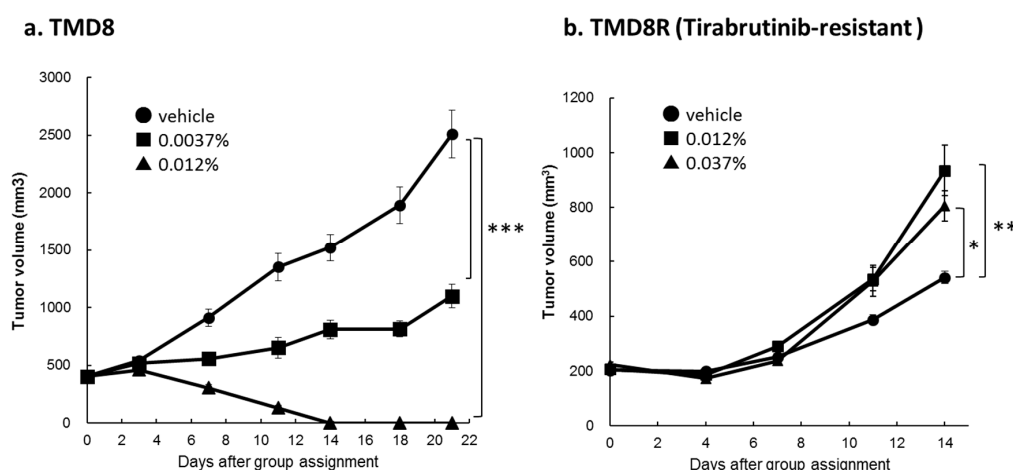 a. TMD8
Tumor volume (mm3)
3000
2500
2000
1500
1000
500
0
vehicle
0.0037%
0.012%
***
0 2 4 6 8 10 12 14 16 18 20 22
Days after group assignment
b. TMD8R (Tirabrutinib-resistant )
Tumor volume (mm³)
1200
1000
800
600
400
200
0
vehicle
0.012%
0.037%
*
**
0 2 4 6 8 10 12 14
Days after group assignment